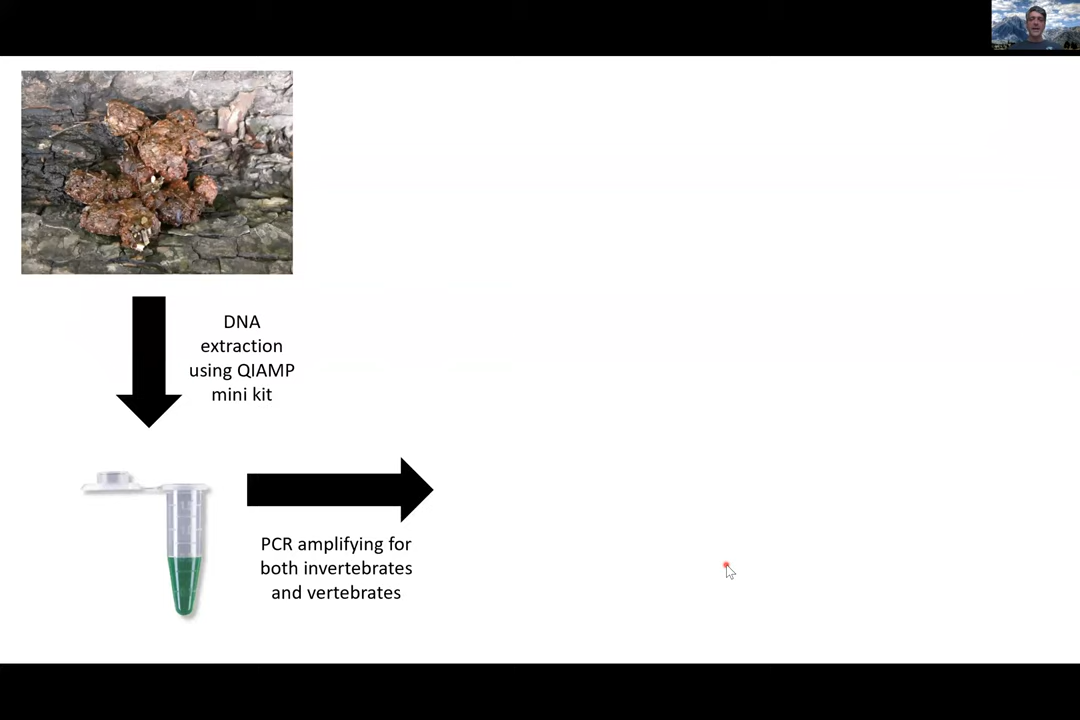 DNA
extraction
using QIAMP
mini kit
PCR amplifying for
both invertebrates
and vertebrates